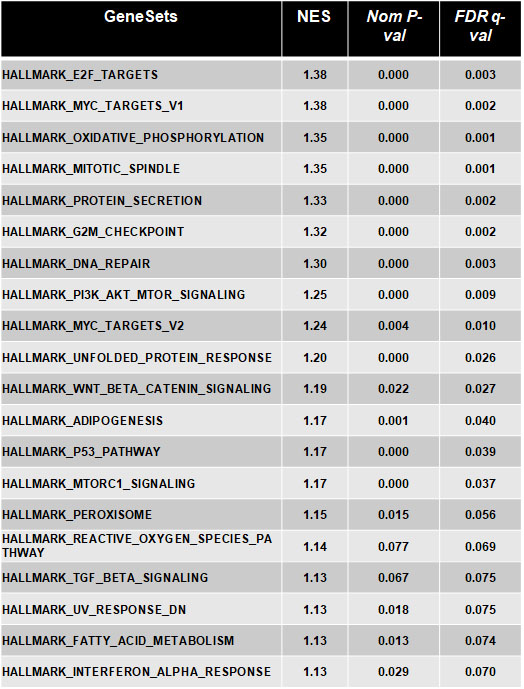 GeneSets NES Nom P-val FDR q-val
HALLMARK_E2F_TARGETS 1.38 0.000 0.003
HALLMARK_MYC_TARGETS_V1 1.38 0.000 0.002
HALLMARK_OXIDATIVE_PHOSPHORYLATION 1.35 0.000 0.001
HALLMARK_MITOTIC_SPINDLE 1.35 0.000 0.001
HALLMARK_PROTEIN_SECRETION 1.33 0.000 0.002
HALLMARK_G2M_CHECKPOINT 1.32 0.000 0.002
HALLMARK_DNA_REPAIR 1.30 0.000 0.003
HALLMARK_PI3K_AKT_MTOR_SIGNALING 1.25 0.000 0.009
HALLMARK_MYC_TARGETS_V2 1.24 0.004 0.010
HALLMARK_UNFOLDED_PROTEIN_RESPONSE 1.20 0.000 0.026
HALLMARK_WNT_BETA_CATENIN_SIGNALING 1.19 0.022 0.027
HALLMARK_ADIPOGENESIS 1.17 0.001 0.040
HALLMARK_P53_PATHWAY 1.17 0.000 0.039
HALLMARK_MTORC1_SIGNALING 1.17 0.000 0.037
HALLMARK_PEROXISOME 1.15 0.015 0.056
HALLMARK_REACTIVE_OXYGEN_SPECIES_PA
THWAY 1.14 0.077 0.069
HALLMARK_TGF_BETA_SIGNALING 1.13 0.067 0.075
HALLMARK_UV_RESPONSE_DN 1.13 0.018 0.075
HALLMARK_FATTY_ACID_METABOLISM 1.13 0.013 0.074
HALLMARK_INTERFERON_ALPHA_RESPONSE 1.13 0.029 0.070